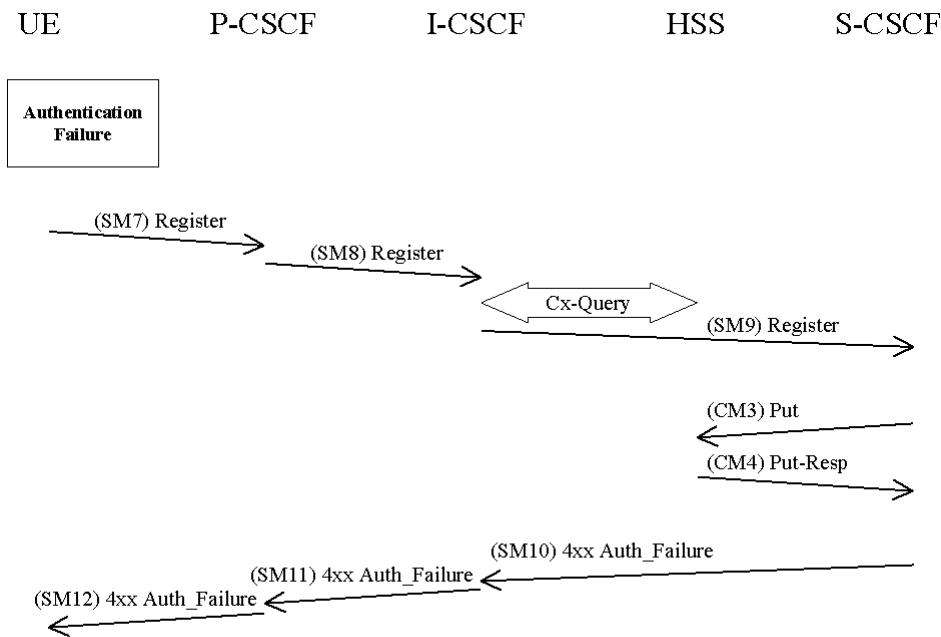 UE P-CSCF I-CSCF HSS S-CSCF
Authentication
Failure
(SM7) Register
(SM8) Register
Cx-Query
(SM9) Register
(CM3) Put
(CM4) Put-Resp
(SM10) 4xx Auth_Failure
(SM11) 4xx Auth_Failure
(SM12) 4xx Auth_Failure